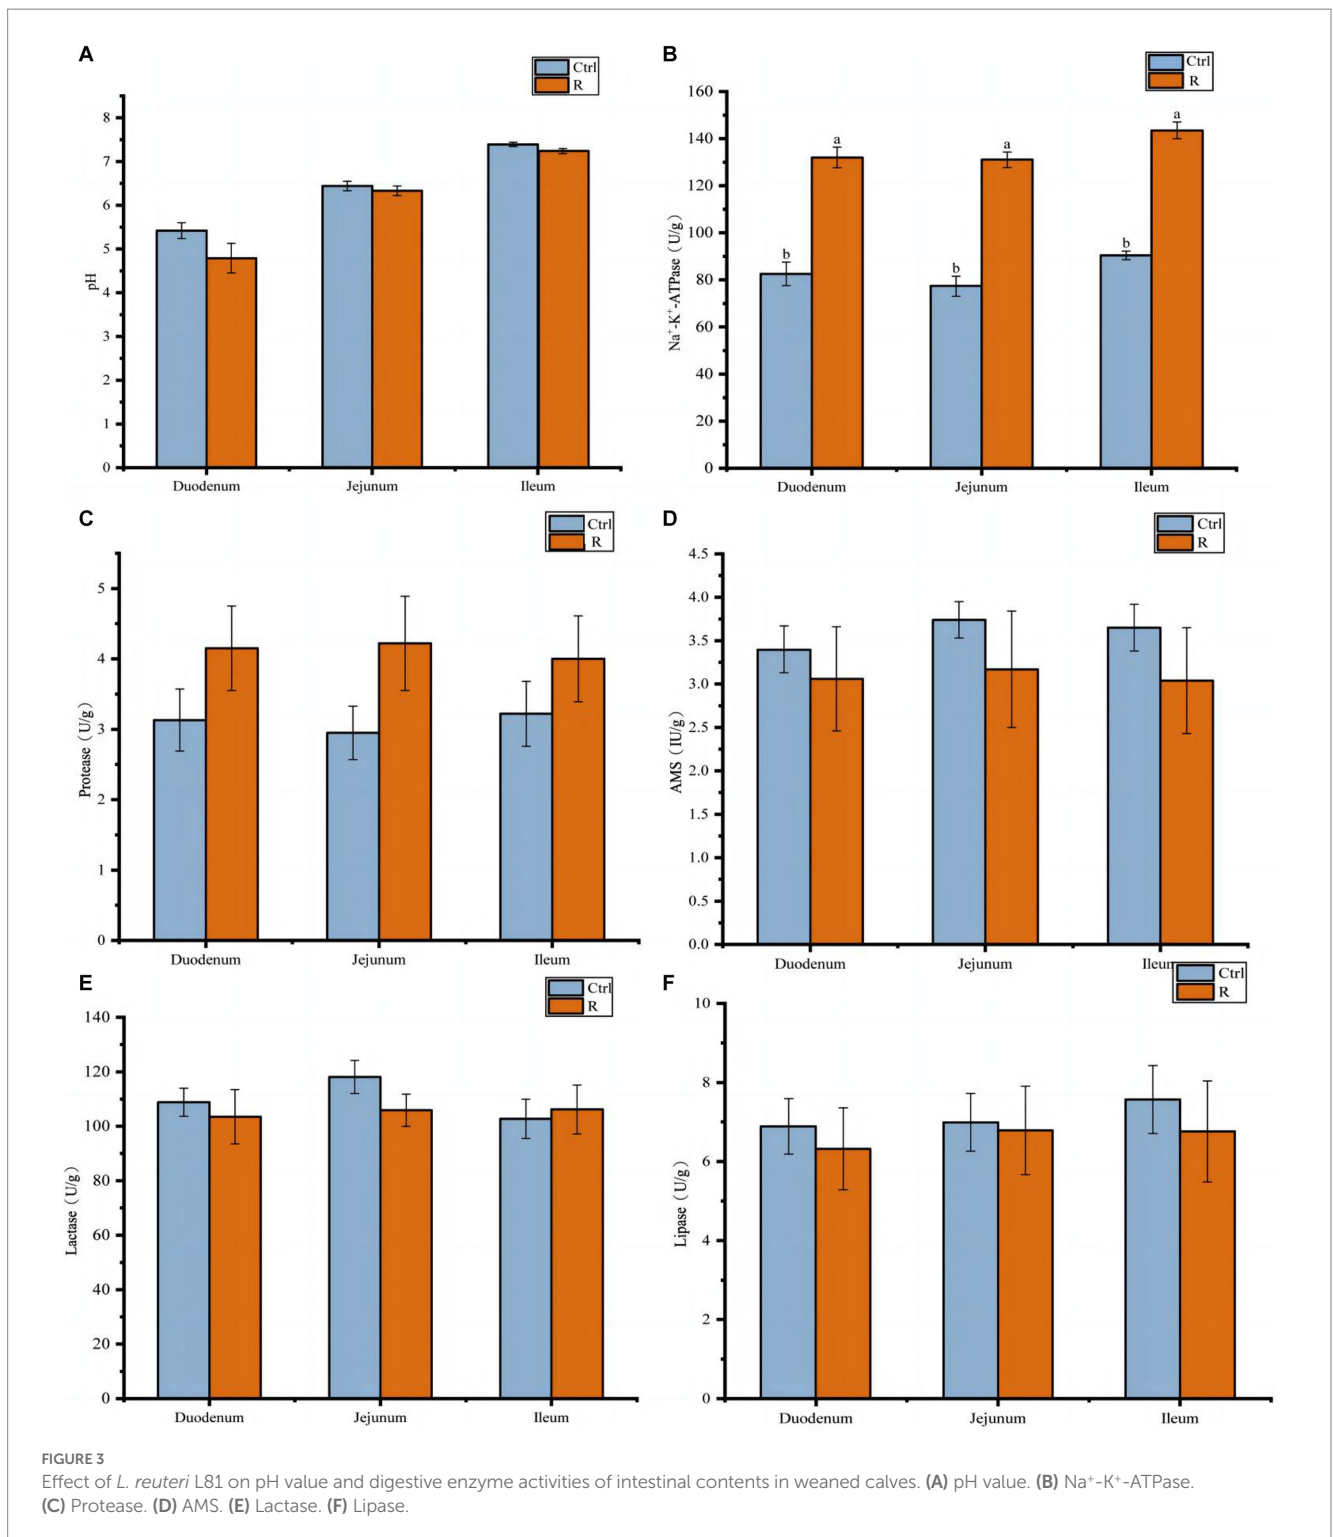 A
Ctrl
R
8
7
6
5
4
3
2
1
0
pH
Duodenum
Jejunum
Ileum
B
Ctrl
R
160
140
120
100
80
60
40
20
0
Na⁺-K⁺-ATPase（U/g）
b
a
b
a
b
a
Duodenum
Jejunum
Ileum
C
Ctrl
R
5
4
3
2
1
0
Protease（U/g）
Duodenum
Jejunum
Ileum
D
Ctrl
R
4.5
4.0
3.5
3.0
2.5
2.0
1.5
1.0
0.5
0.0
AMS（IU/g）
Duodenum
Jejunum
Ileum
E
Ctrl
R
140
120
100
80
60
40
20
0
Lactase（U/g）
Duodenum
Jejunum
Ileum
F
Ctrl
R
10
8
6
4
2
0
Lipase（U/g）
Duodenum
Jejunum
Ileum
FIGURE 3
Effect of L. reuteri L81 on pH value and digestive enzyme activities of intestinal contents in weaned calves. (A) pH value. (B) Na⁺-K⁺-ATPase.
(C) Protease. (D) AMS. (E) Lactase. (F) Lipase.